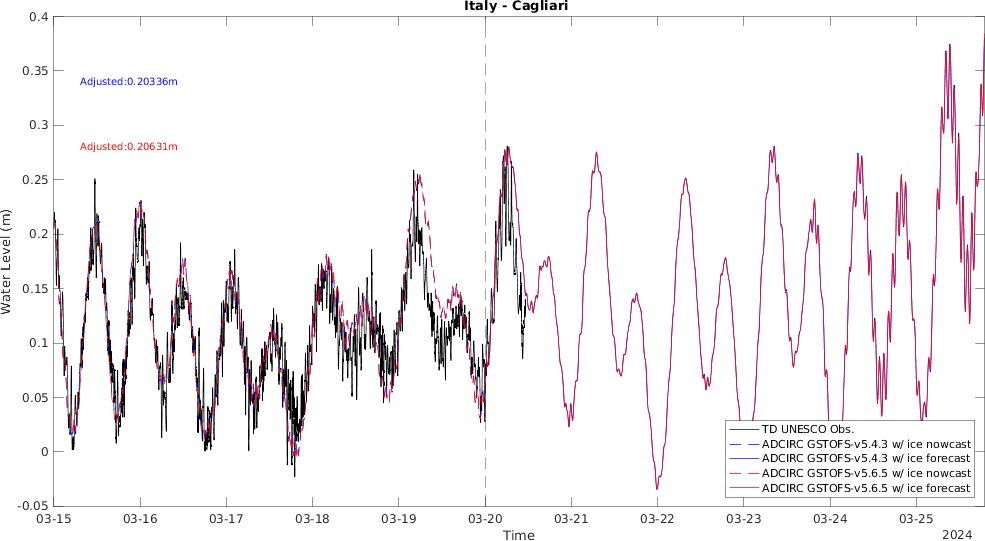 Italy - Cagliari
Water Level (m)
0.4
0.35
0.3
0.25
0.2
0.15
0.1
0.05
0
-0.05
Adjusted:0.20336m
Adjusted:0.20631m
TD UNESCO Obs.
ADCIRC GSTOFS-v5.4.3 w/ ice nowcast
ADCIRC GSTOFS-v5.4.3 w/ ice forecast
ADCIRC GSTOFS-v5.6.5 w/ ice nowcast
ADCIRC GSTOFS-v5.6.5 w/ ice forecast
03-15 03-16 03-17 03-18 03-19 03-20 03-21 03-22 03-23 03-24 03-25
Time
2024